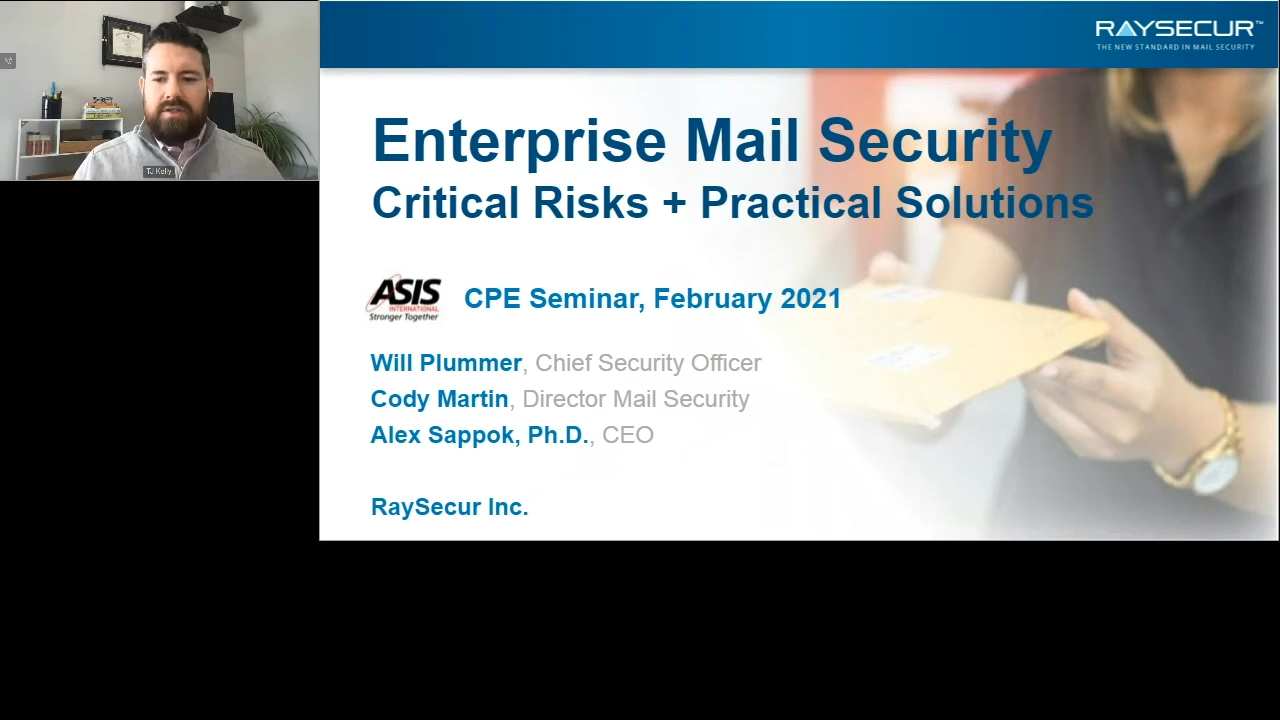 TJ Kelly
RAYSECUR™
THE NEW STANDARD IN MAIL SECURITY
Enterprise Mail Security
Critical Risks + Practical Solutions
ASIS
INTERNATIONAL
Stronger Together
CPE Seminar, February 2021
Will Plummer, Chief Security Officer
Cody Martin, Director Mail Security
Alex Sappok, Ph.D., CEO
RaySecur Inc.